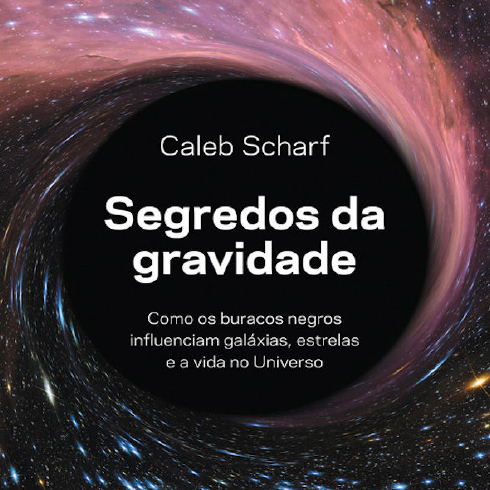 Caleb Scharf
Segredos da
gravidade
Como os buracos negros
influenciam galáxias, estrelas
e a vida no Universo